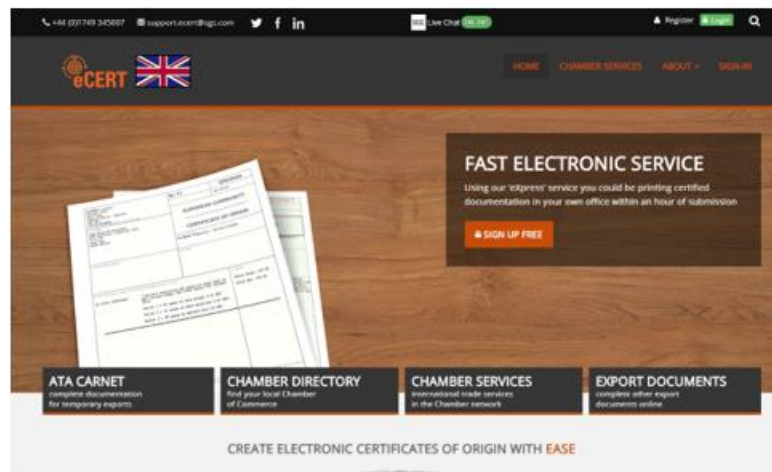 +44 (0)1749 345007 support.ecert@sgs.com Live Chat Register Login
eCERT HOME CHAMBER SERVICES ABOUT SIGN-IN
FAST ELECTRONIC SERVICE
Using our 'eXpress' service you could be printing certified
documentation in your own office within an hour of submission
SIGN UP FREE
EUROPEAN COMMUNITY
CERTIFICATE OF ORIGIN
ATA CARNET
complete documentation
for temporary exports
CHAMBER DIRECTORY
find your local Chamber
of Commerce
CHAMBER SERVICES
international trade services
in the Chamber network
EXPORT DOCUMENTS
complete other export
documents online
CREATE ELECTRONIC CERTIFICATES OF ORIGIN WITH EASE